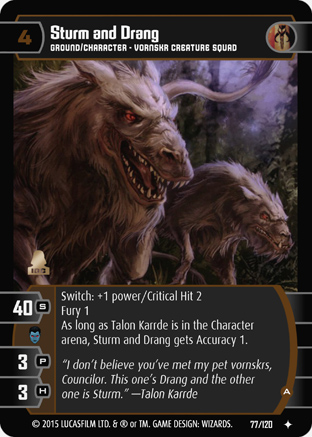 4
Sturm and Drang
GROUND/CHARACTER - VORNSKR CREATURE SQUAD
40 S
Switch: +1 power/Critical Hit 2
Fury 1
As long as Talon Karrde is in the Character
arena, Sturm and Drang gets Accuracy 1.
3 P
3 H
“I don’t believe you’ve met my pet vornskrs,
Councilor. This one’s Drang and the other
one is Sturm.” —Talon Karrde
A
© 2015 LUCASFILM LTD. & ® or TM. GAME DESIGN: WIZARDS.
77/120